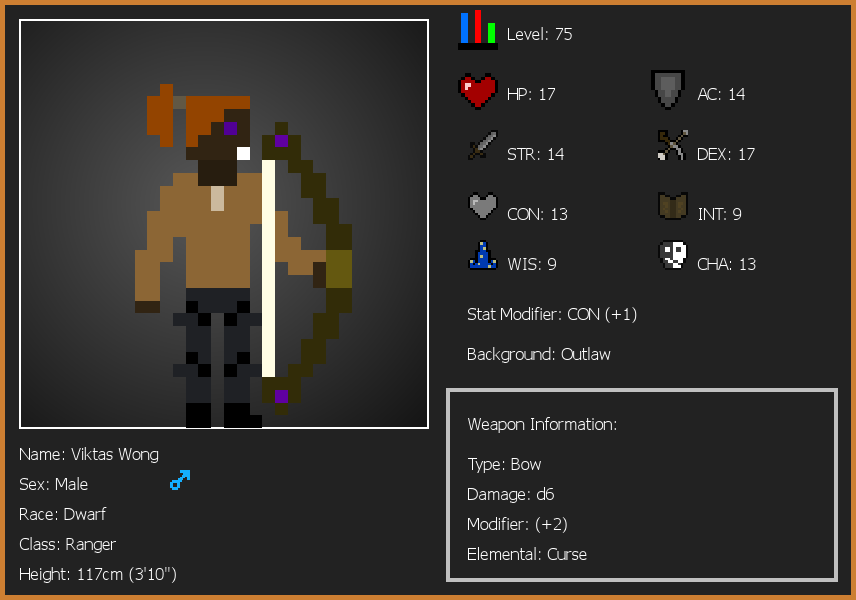 Level: 75
HP: 17
AC: 14
STR: 14
DEX: 17
CON: 13
INT: 9
WIS: 9
CHA: 13
Stat Modifier: CON (+1)
Background: Outlaw
Weapon Information:
Type: Bow
Damage: d6
Modifier: (+2)
Elemental: Curse
Name: Viktas Wong
Sex: Male
Race: Dwarf
Class: Ranger
Height: 117cm (3'10")